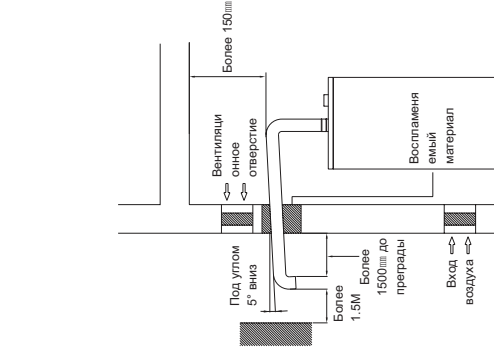 Более 150㎜
Вентиляци
онное
отверстие
Воспламеня
емый
материал
Под углом
5° вниз
Более
1.5М
Более
1500㎜ до
преграды
Вход
воздуха